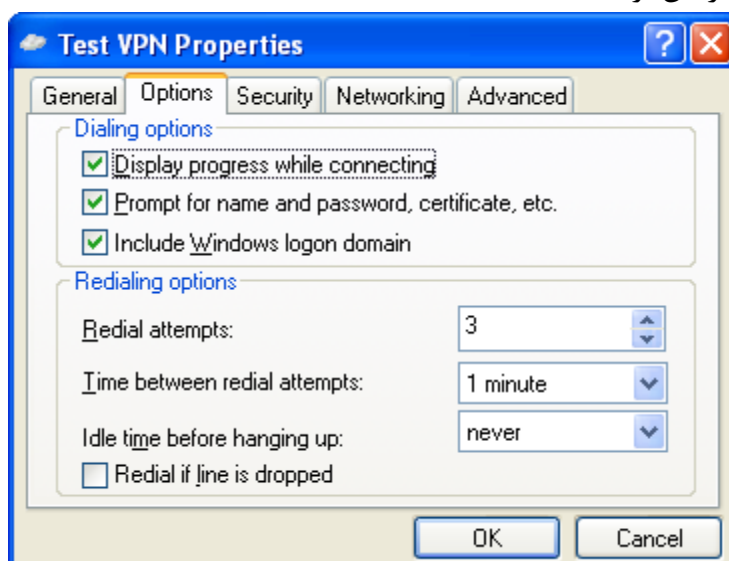 Test VPN Properties
General Options Security Networking Advanced
Dialing options
Display progress while connecting
Prompt for name and password, certificate, etc.
Include Windows logon domain
Redialing options
Redial attempts: 3
Time between redial attempts: 1 minute
Idle time before hanging up: never
Redial if line is dropped
OK Cancel